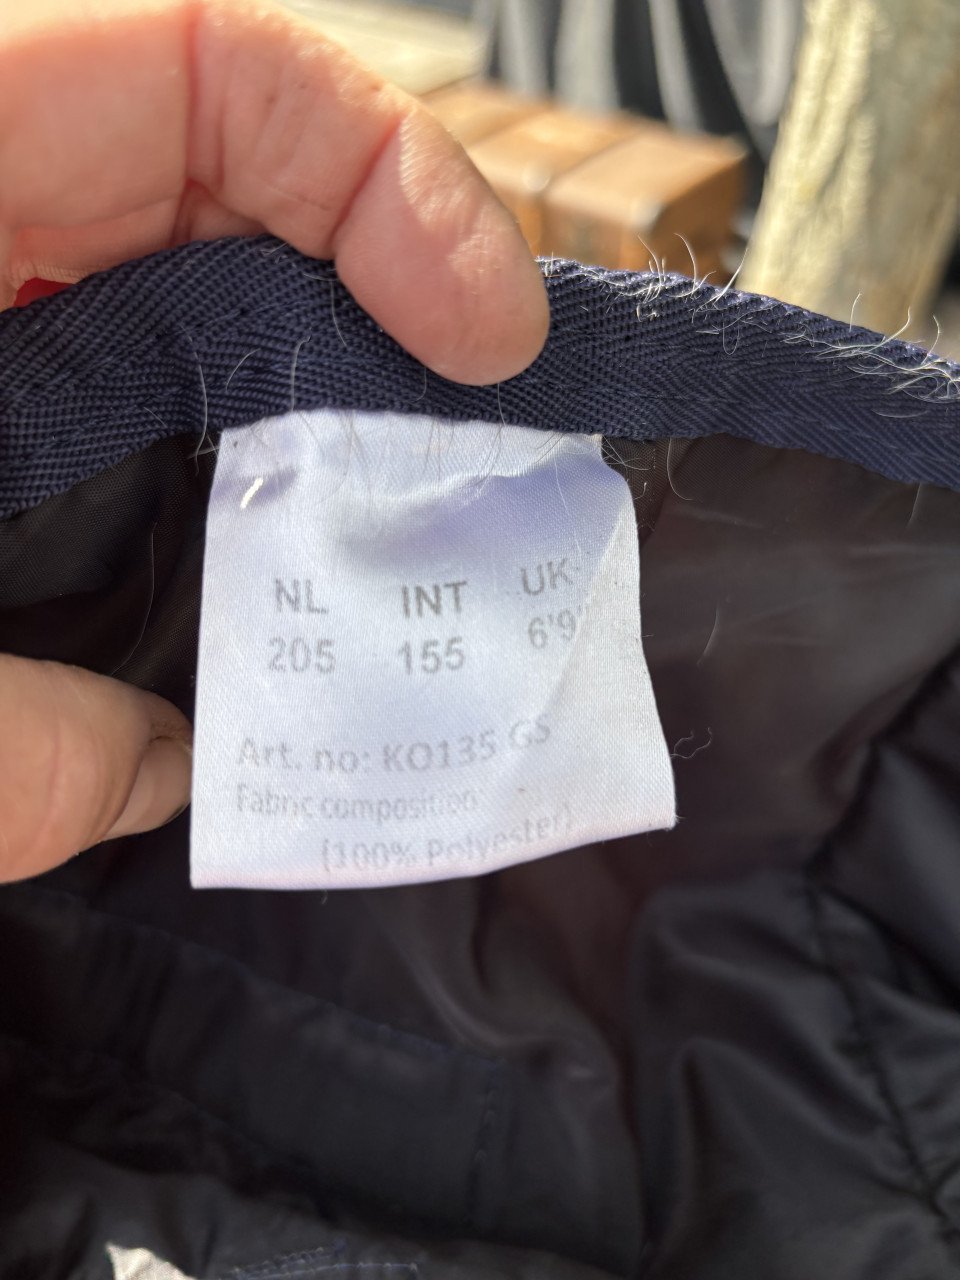 NL INT UK
205 155 6'9
Art. no: KO135 GS
Fabric composition
(100% Polyester)